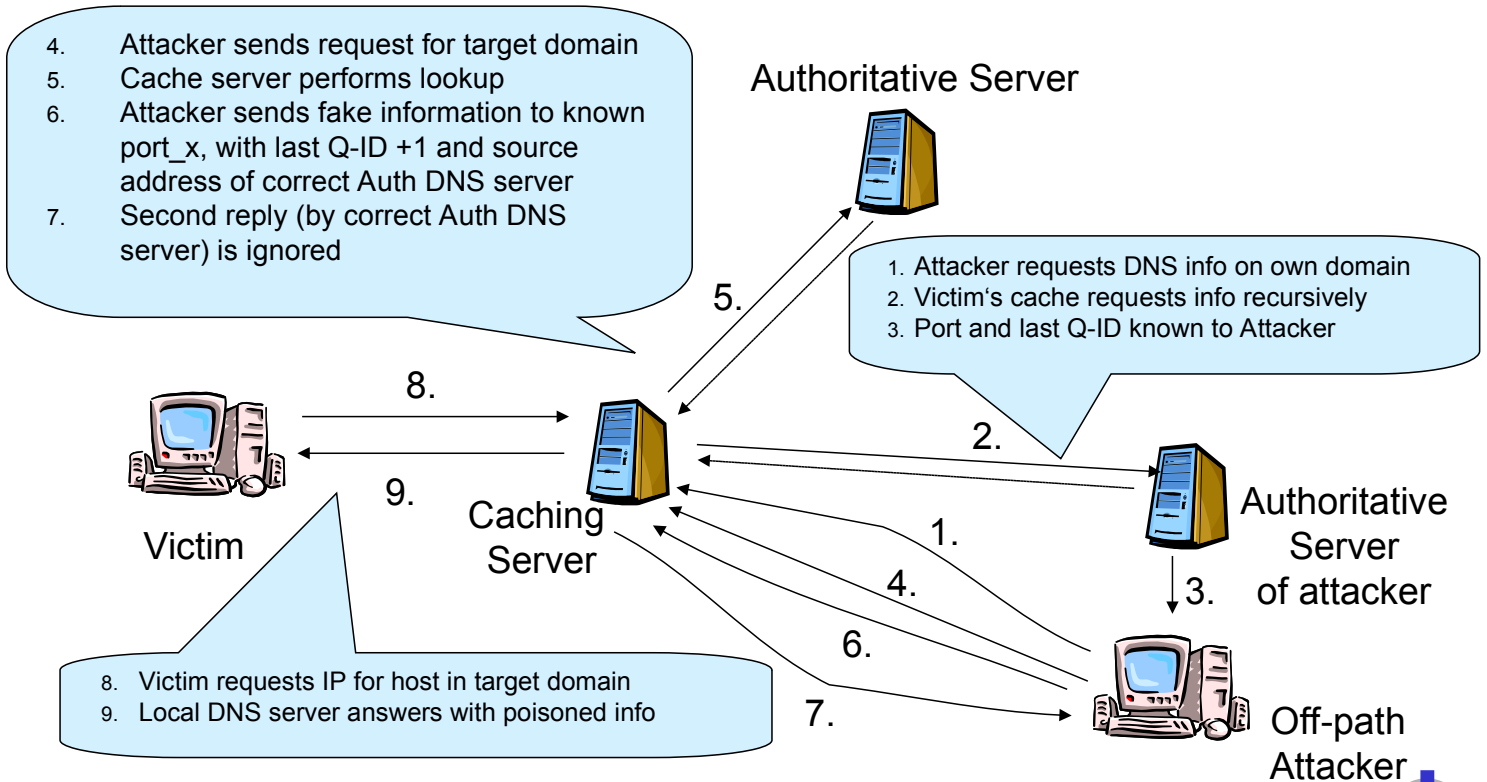 4. Attacker sends request for target domain
5. Cache server performs lookup
6. Attacker sends fake information to known
port_x, with last Q-ID +1 and source
address of correct Auth DNS server
7. Second reply (by correct Auth DNS
server) is ignored
Authoritative Server
1. Attacker requests DNS info on own domain
2. Victim‘s cache requests info recursively
3. Port and last Q-ID known to Attacker
5.
8.
2.
9.
Victim
Caching
Server
1.
Authoritative
Server
of attacker
4.
3.
6.
8. Victim requests IP for host in target domain
9. Local DNS server answers with poisoned info
7.
Off-path
Attacker